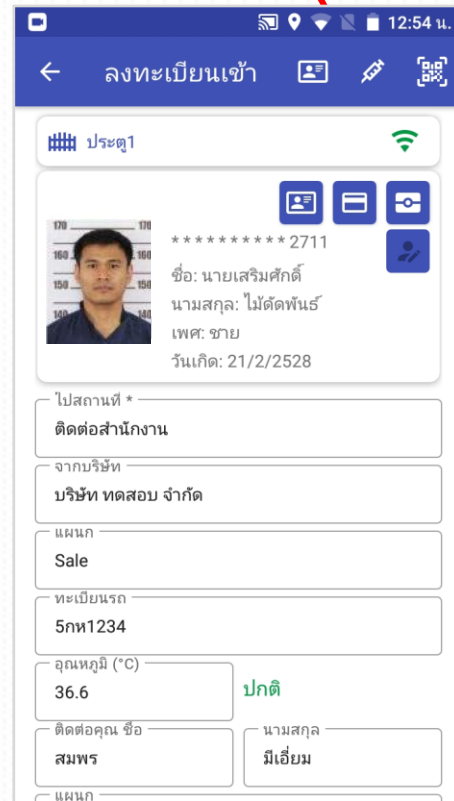 12:54 น.
ลงทะเบียนเข้า
ประตู1
170 170
160 160
150 150
140 140
* * * * * * * * * * 2711
ชื่อ: นายเสริมศักดิ์
นามสกุล: ไม้ดัดพันธ์
เพศ: ชาย
วันเกิด: 21/2/2528
ไปสถานที่ *
ติดต่อสำนักงาน
จากบริษัท
บริษัท ทดสอบ จำกัด
แผนก
Sale
ทะเบียนรถ
5กห1234
อุณหภูมิ (°C)
36.6 ปกติ
ติดต่อคุณ ชื่อ นามสกุล
สมพร มีเอี่ยม
แผนก